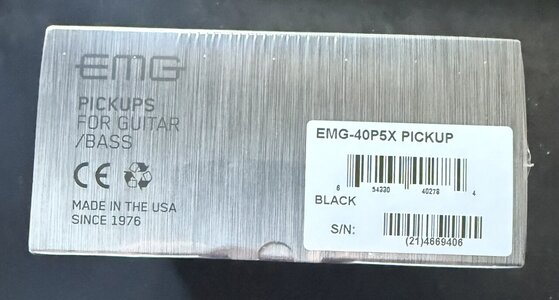 EMG
PICKUPS
FOR GUITAR
/BASS
CE
MADE IN THE USA
SINCE 1976
EMG-40P5X PICKUP
6 54330 40278 4
BLACK
S/N:
(21)4669406